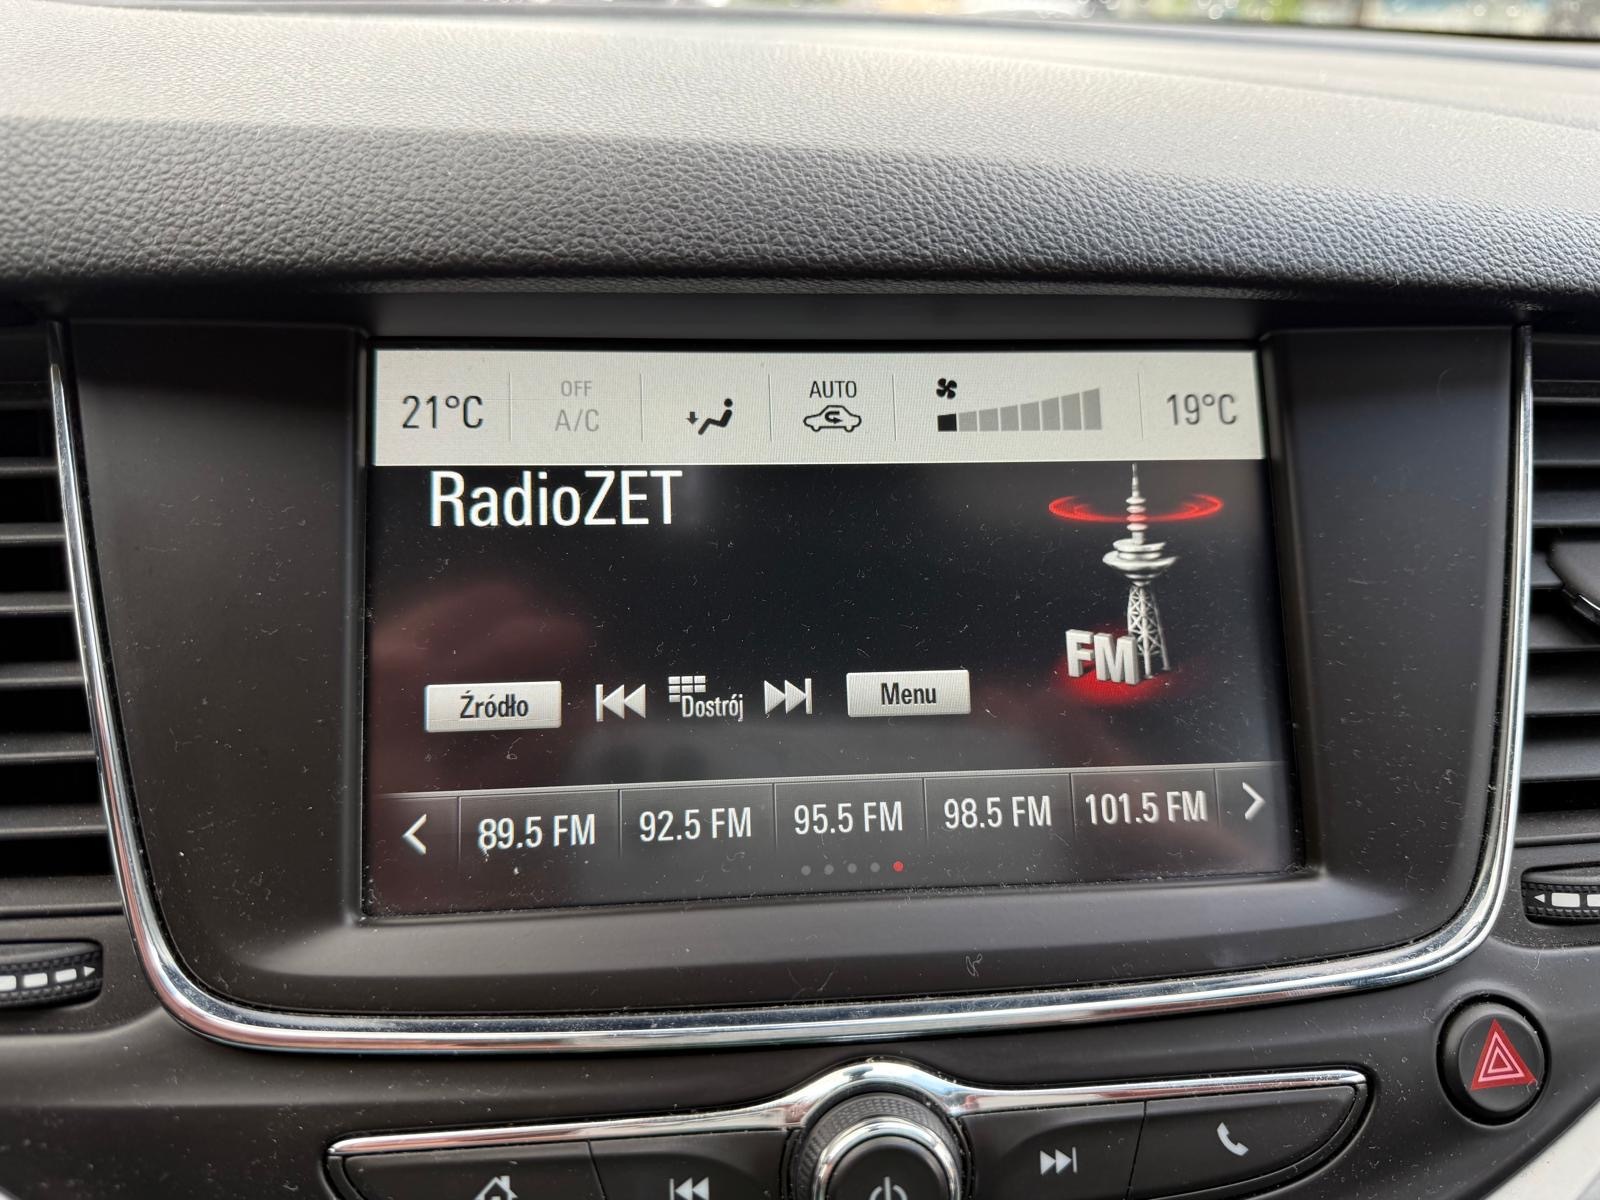 21°C OFF A/C AUTO 19°C
RadioZET
FM
Źródło Dostrój Menu
89.5 FM 92.5 FM 95.5 FM 98.5 FM 101.5 FM